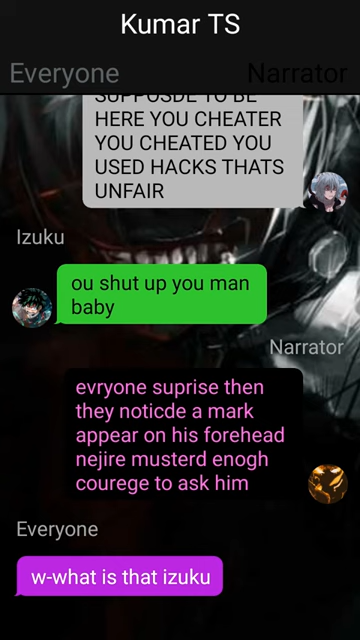 Kumar TS
Everyone
Narrator
SUPPOSDE TO BE
HERE YOU CHEATER
YOU CHEATED YOU
USED HACKS THATS
UNFAIR
Izuku
ou shut up you man
baby
Narrator
evryone suprise then
they noticde a mark
appear on his forehead
nejire musterd enogh
courege to ask him
Everyone
w-what is that izuku